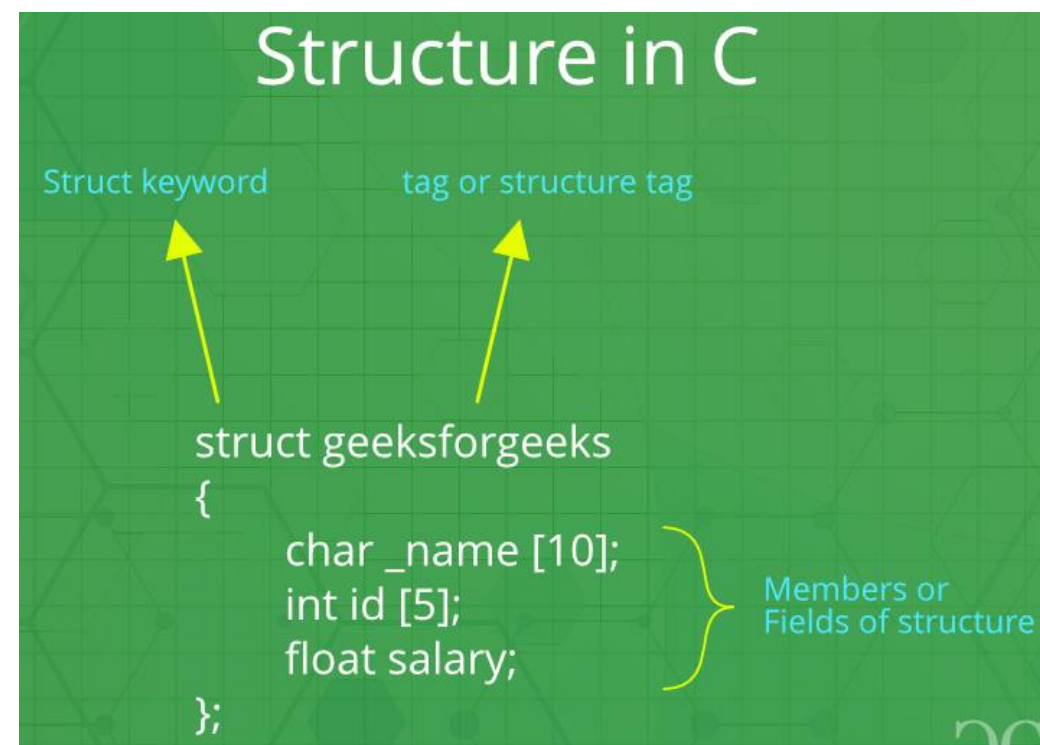 Structure in C
Struct keyword
tag or structure tag
struct geeksforgeeks
{
char _name [10];
int id [5];
float salary;
};
Members or
Fields of structure